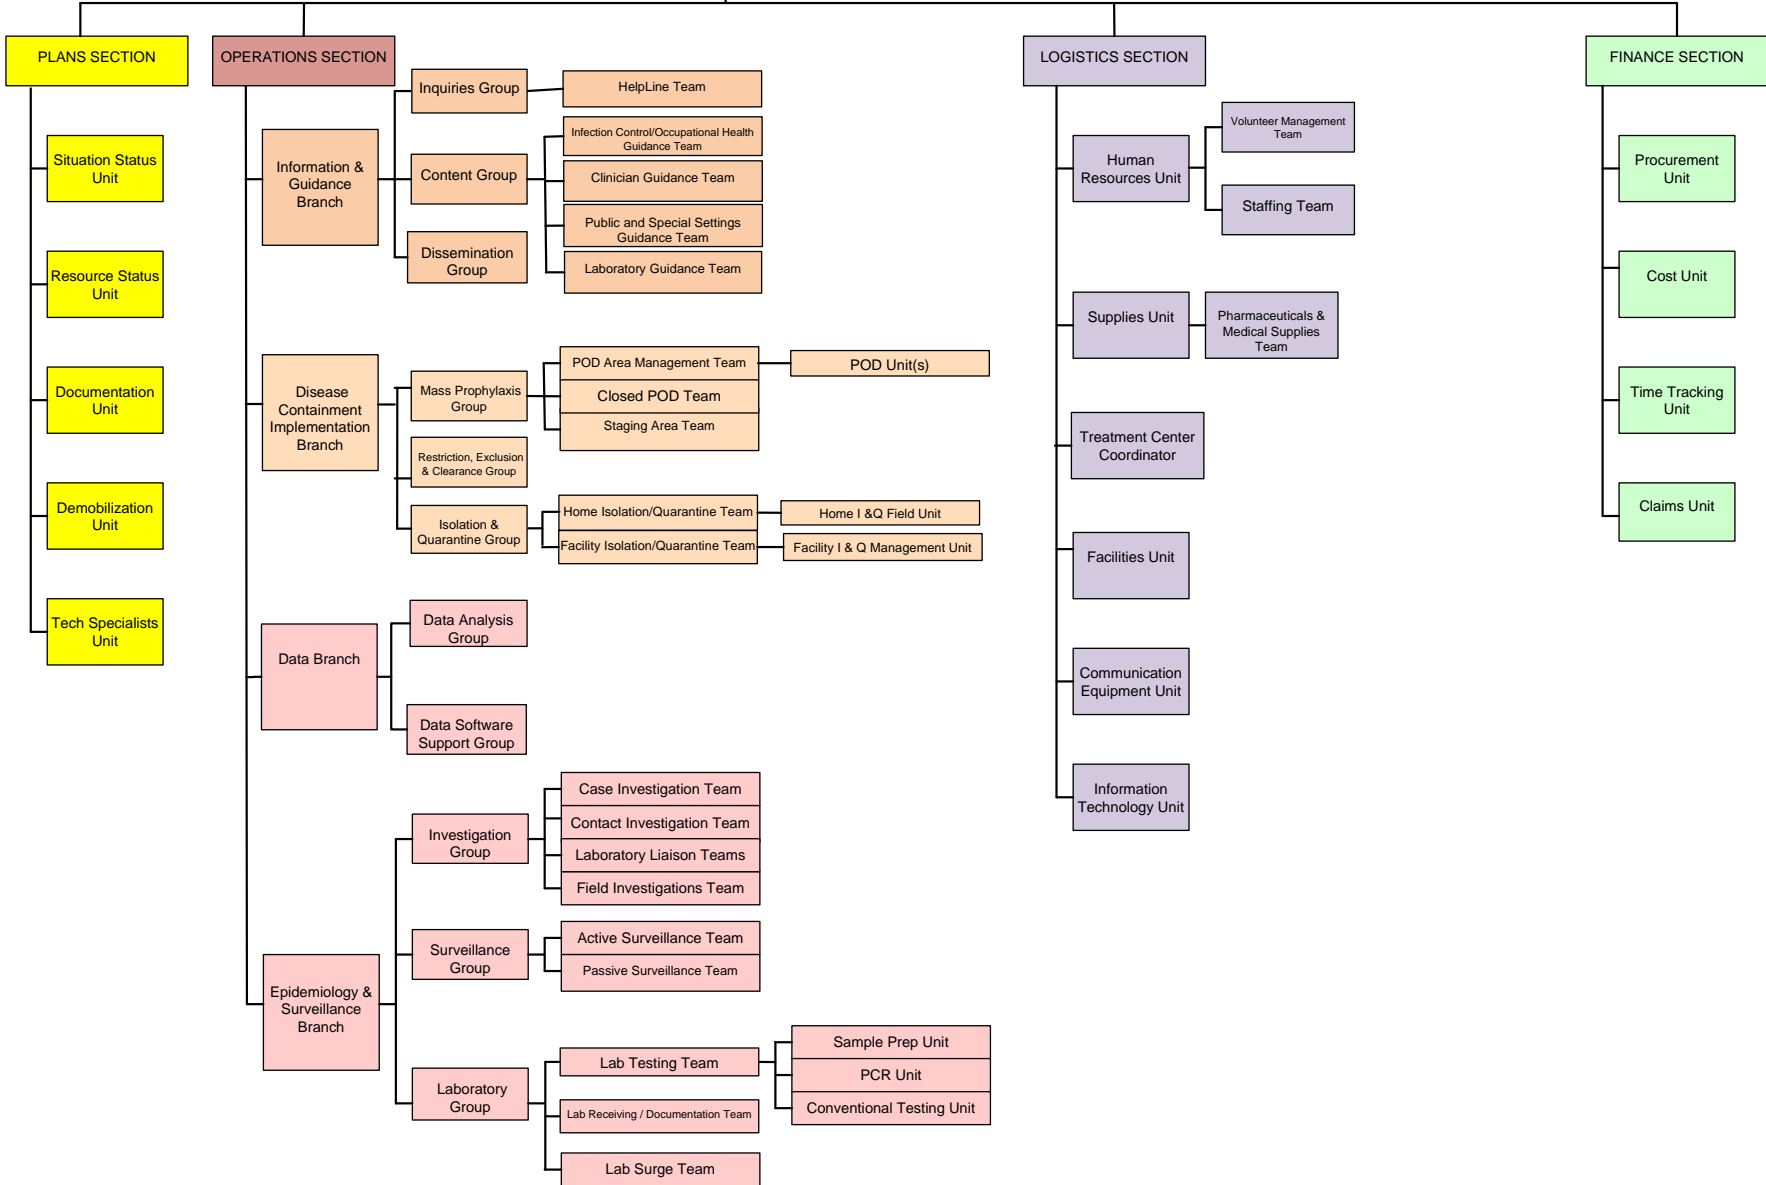 PLANS SECTION
Situation Status
Unit
Resource Status
Unit
Documentation
Unit
Demobilization
Unit
Tech Specialists
Unit
OPERATIONS SECTION
Information &
Guidance
Branch
Inquiries Group
HelpLine Team
Content Group
Infection Control/Occupational Health
Guidance Team
Clinician Guidance Team
Public and Special Settings
Guidance Team
Laboratory Guidance Team
Dissemination
Group
Disease
Containment
Implementation
Branch
Mass Prophylaxis
Group
POD Area Management Team
POD Unit(s)
Closed POD Team
Staging Area Team
Restriction, Exclusion
& Clearance Group
Isolation &
Quarantine Group
Home Isolation/Quarantine Team
Home I &Q Field Unit
Facility Isolation/Quarantine Team
Facility I & Q Management Unit
Data Branch
Data Analysis
Group
Data Software
Support Group
Epidemiology &
Surveillance
Branch
Investigation
Group
Case Investigation Team
Contact Investigation Team
Laboratory Liaison Teams
Field Investigations Team
Surveillance
Group
Active Surveillance Team
Passive Surveillance Team
Laboratory
Group
Lab Testing Team
Sample Prep Unit
PCR Unit
Conventional Testing Unit
Lab Receiving / Documentation Team
Lab Surge Team
LOGISTICS SECTION
Human
Resources Unit
Volunteer Management
Team
Staffing Team
Supplies Unit
Pharmaceuticals &
Medical Supplies
Team
Treatment Center
Coordinator
Facilities Unit
Communication
Equipment Unit
Information
Technology Unit
FINANCE SECTION
Procurement
Unit
Cost Unit
Time Tracking
Unit
Claims Unit